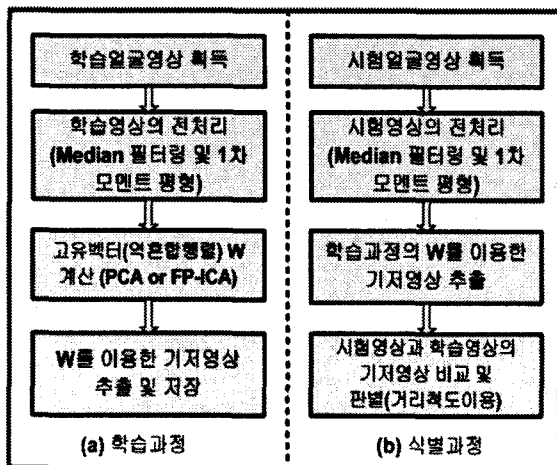 학습얼굴영상 획득
학습영상의 전처리
(Median 필터링 및 1차
모멘트 평형)
고유벡터(역혼합행렬) W
계산 (PCA or FP-ICA)
W를 이용한 기저영상
추출 및 저장
(a) 학습과정
시험얼굴영상 획득
시험영상의 전처리
(Median 필터링 및 1차
모멘트 평형)
학습과정의 W를 이용한
기저영상 추출
시험영상과 학습영상의
기저영상 비교 및
판별(거리척도이용)
(b) 식별과정